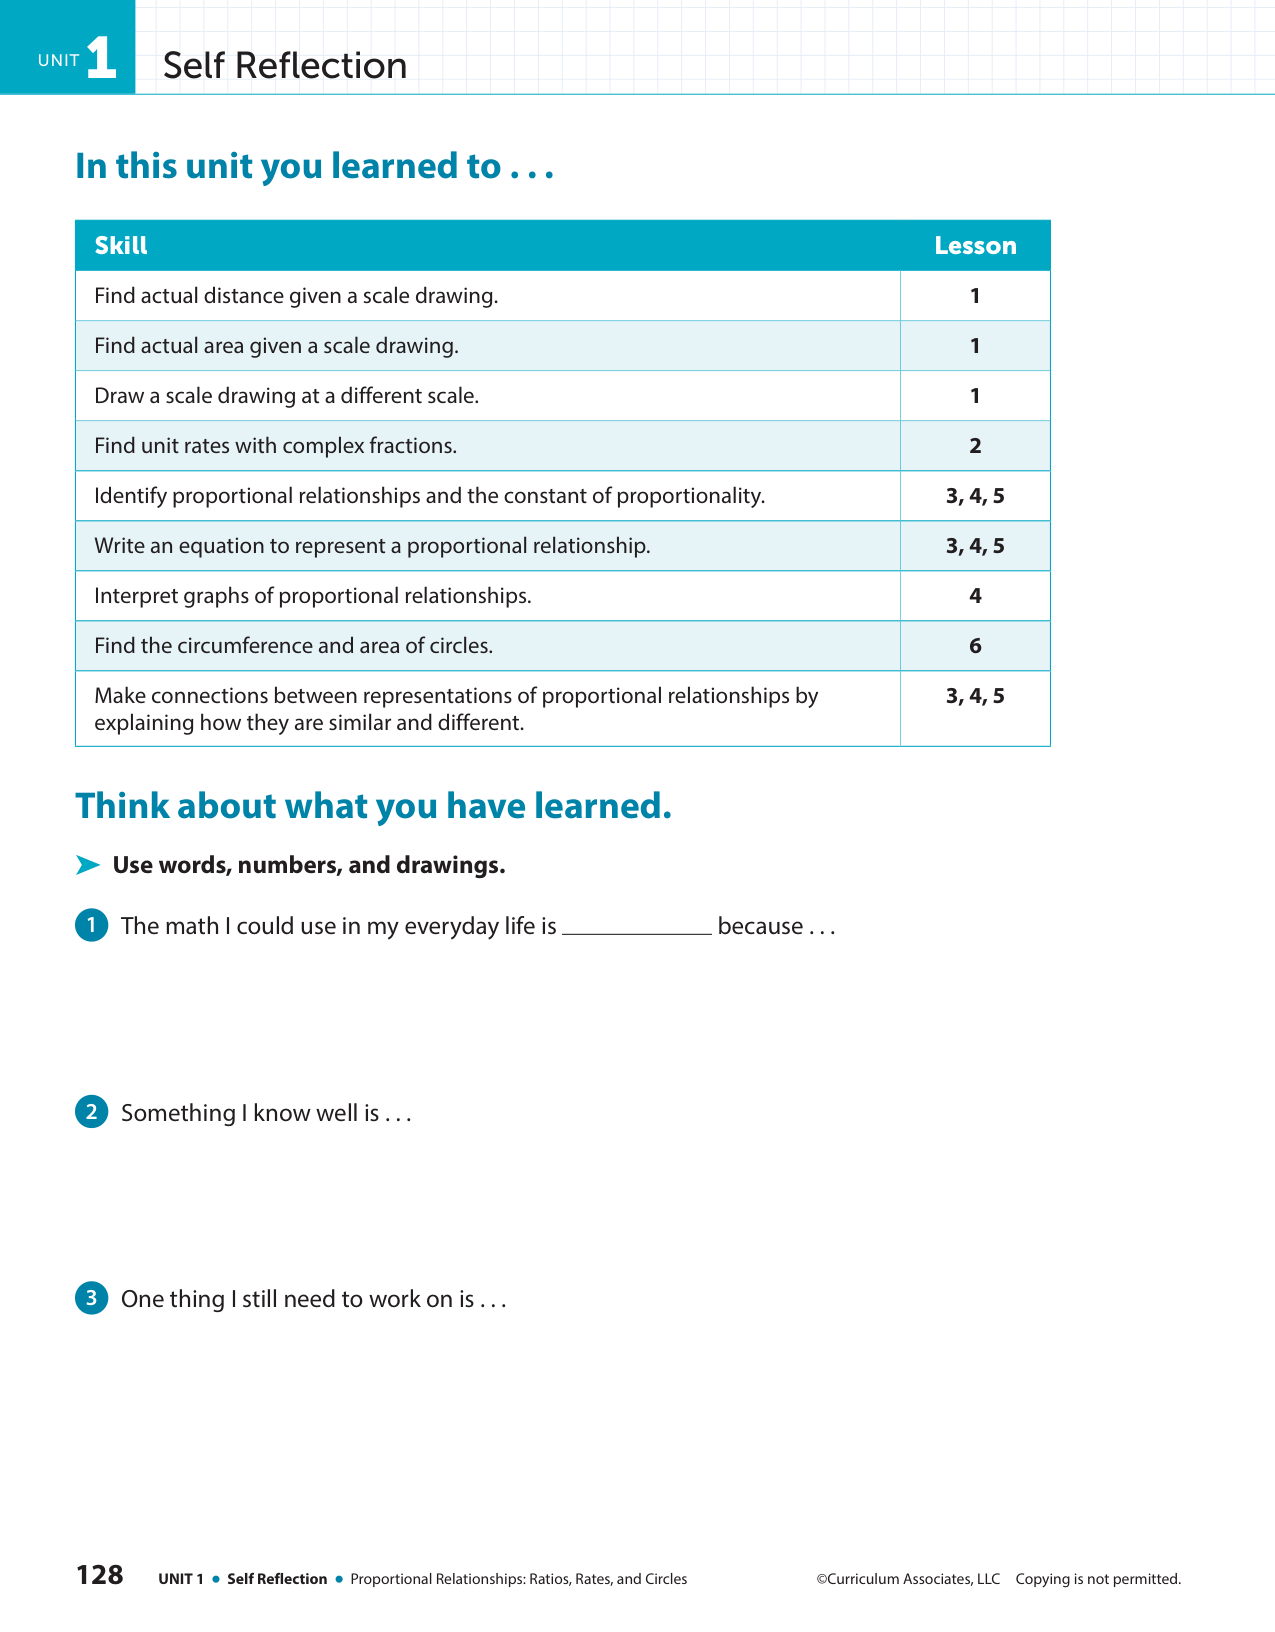 UNIT 1 Self Reflection
In this unit you learned to . . .
Skill Lesson
Find actual distance given a scale drawing. 1
Find actual area given a scale drawing. 1
Draw a scale drawing at a different scale. 1
Find unit rates with complex fractions. 2
Identify proportional relationships and the constant of proportionality. 3, 4, 5
Write an equation to represent a proportional relationship. 3, 4, 5
Interpret graphs of proportional relationships. 4
Find the circumference and area of circles. 6
Make connections between representations of proportional relationships by 3, 4, 5
explaining how they are similar and different.
Think about what you have learned.
Use words, numbers, and drawings.
1 The math I could use in my everyday life is ____________ because . . .
2 Something I know well is . . .
3 One thing I still need to work on is . . .
128 UNIT 1 • Self Reflection • Proportional Relationships: Ratios, Rates, and Circles ©Curriculum Associates, LLC Copying is not permitted.